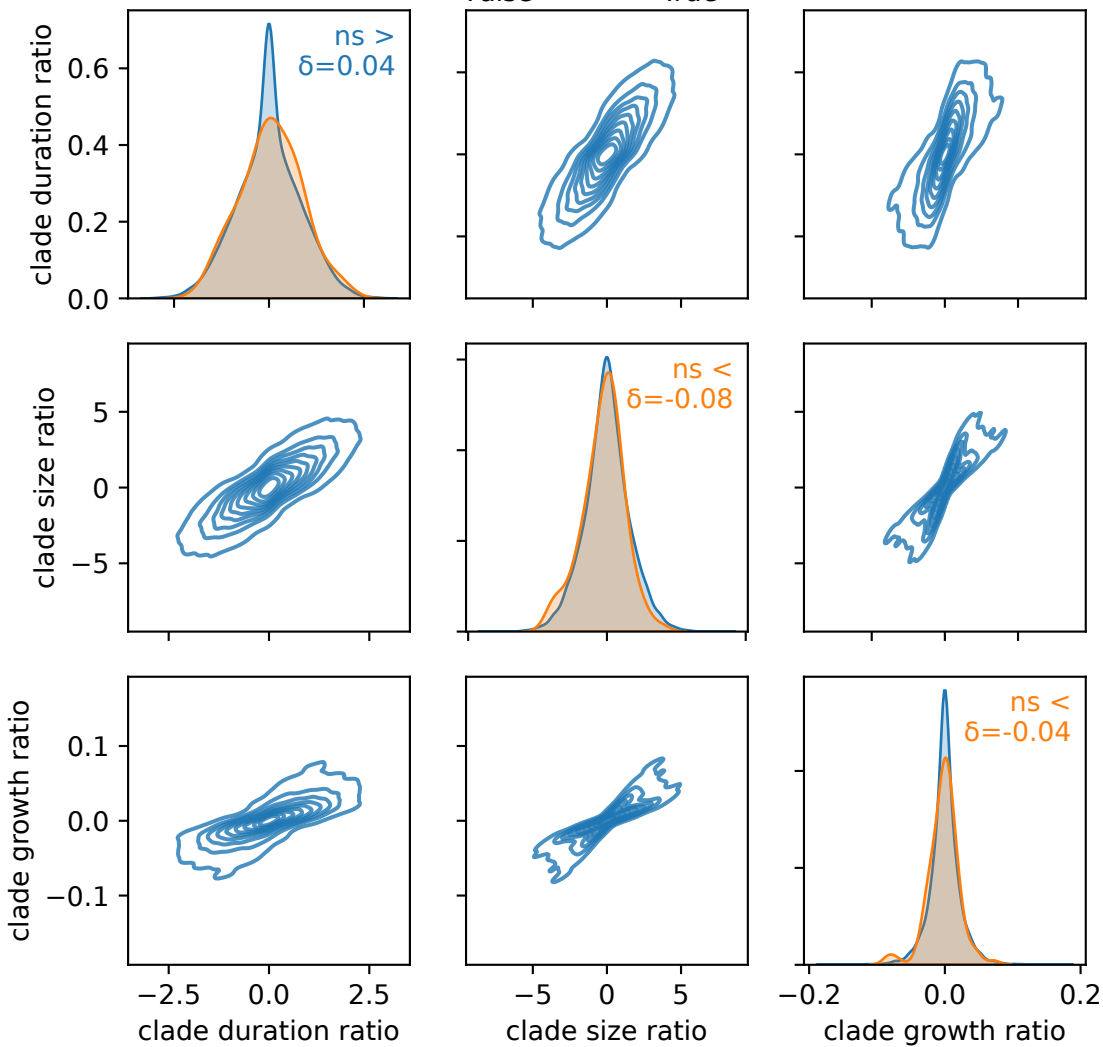 clade duration ratio
0.6
0.4
0.2
0.0
ns >
δ=0.04
clade size ratio
5
0
−5
ns <
δ=-0.08
clade growth ratio
0.1
0.0
−0.1
ns <
δ=-0.04
−2.5 0.0 2.5
−5 0 5
−0.2 0.0 0.2
clade duration ratio
clade size ratio
clade growth ratio